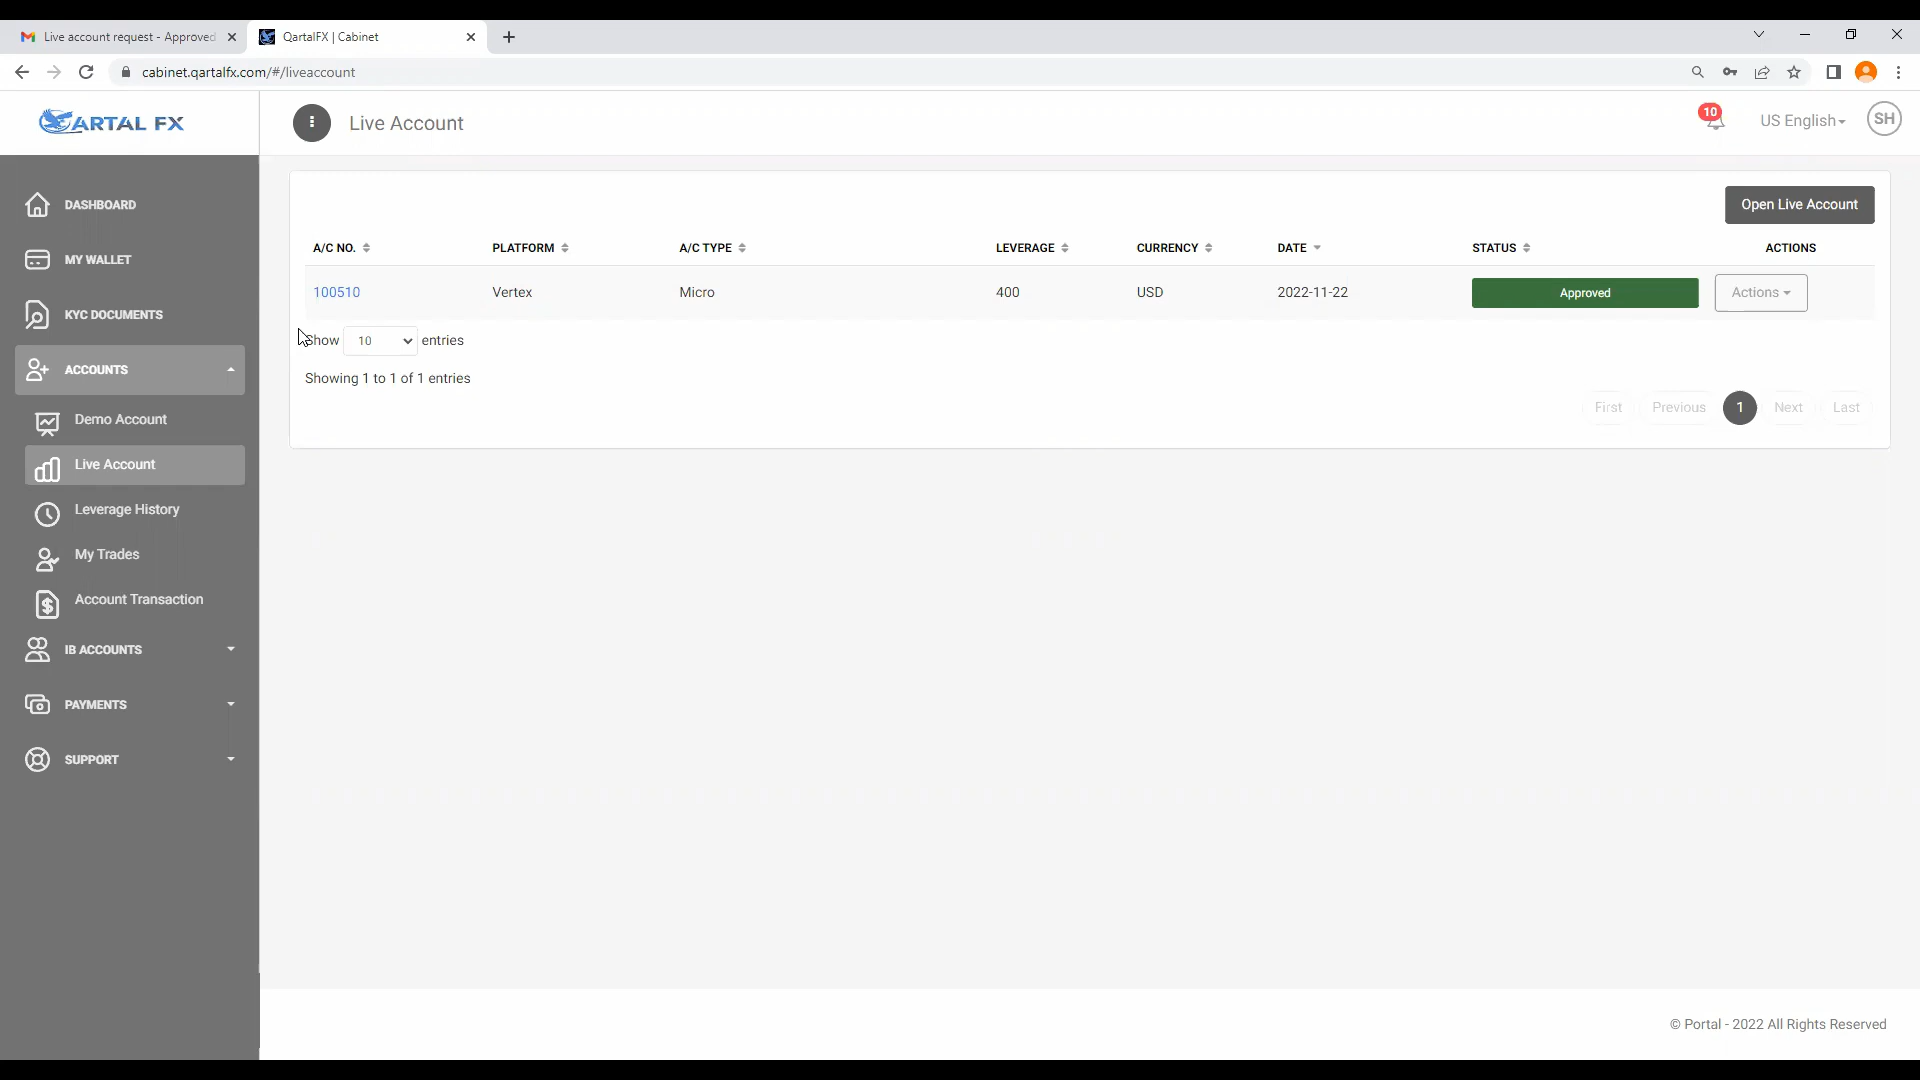 Live account request - Approved
QartalFX | Cabinet
cabinet.qartalfx.com/#/liveaccount
ARTAL FX
Live Account
10
US English
SH
DASHBOARD
MY WALLET
KYC DOCUMENTS
ACCOUNTS
Demo Account
Live Account
Leverage History
My Trades
Account Transaction
IB ACCOUNTS
PAYMENTS
SUPPORT
Open Live Account
A/C NO. PLATFORM A/C TYPE LEVERAGE CURRENCY DATE STATUS ACTIONS
100510 Vertex Micro 400 USD 2022-11-22 Approved Actions
Show 10 entries
Showing 1 to 1 of 1 entries
First Previous 1 Next Last
© Portal - 2022 All Rights Reserved